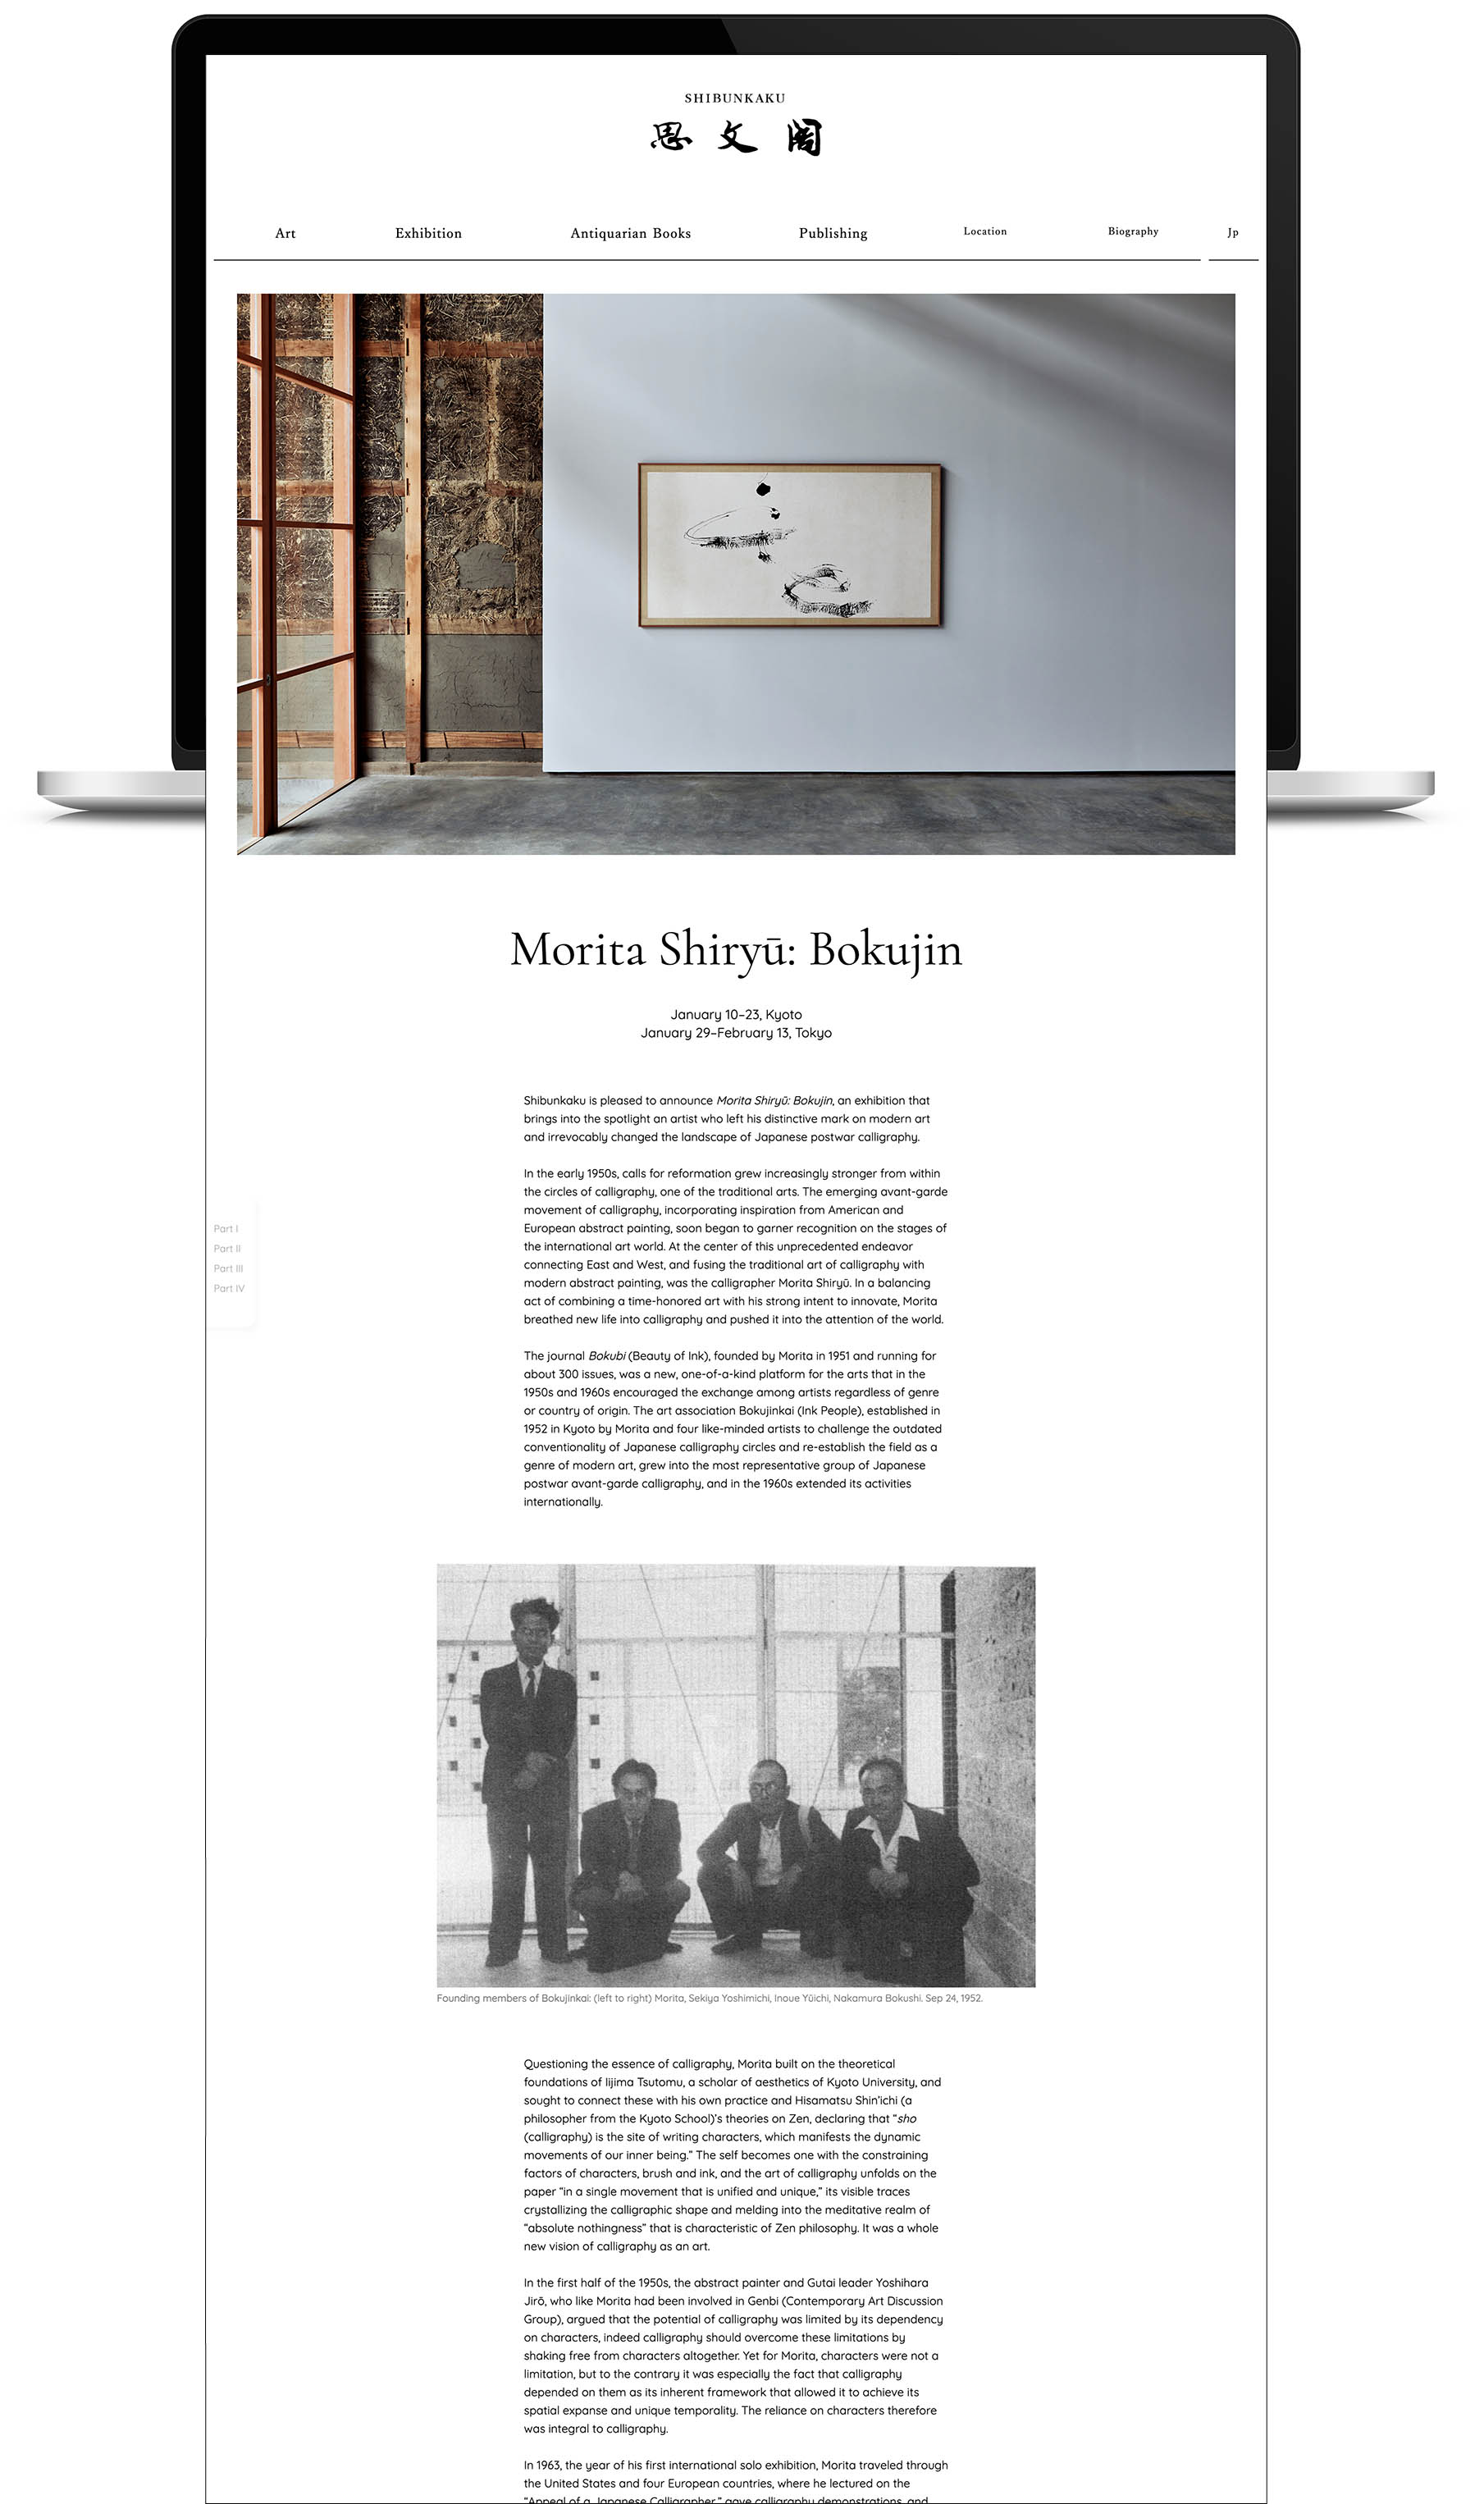 SHIBUNKAKU
思文閣
Art
Exhibition
Antiquarian Books
Publishing
Location
Biography
Jp
Morita Shiryū: Bokujin
January 10–23, Kyoto
January 29–February 13, Tokyo
Shibunkaku is pleased to announce Morita Shiryū: Bokujin, an exhibition that
brings into the spotlight an artist who left his distinctive mark on modern art
and irrevocably changed the landscape of Japanese postwar calligraphy.
In the early 1950s, calls for reformation grew increasingly stronger from within
the circles of calligraphy, one of the traditional arts. The emerging avant-garde
movement of calligraphy, incorporating inspiration from American and
European abstract painting, soon began to garner recognition on the stages of
the international art world. At the center of this unprecedented endeavor
connecting East and West, and fusing the traditional art of calligraphy with
modern abstract painting, was the calligrapher Morita Shiryū. In a balancing
act of combining a time-honored art with his strong intent to innovate, Morita
breathed new life into calligraphy and pushed it into the attention of the world.
Part I
Part II
Part III
Part IV
The journal Bokubi (Beauty of Ink), founded by Morita in 1951 and running for
about 300 issues, was a new, one-of-a-kind platform for the arts that in the
1950s and 1960s encouraged the exchange among artists regardless of genre
or country of origin. The art association Bokujinkai (Ink People), established in
1952 in Kyoto by Morita and four like-minded artists to challenge the outdated
conventionality of Japanese calligraphy circles and re-establish the field as a
genre of modern art, grew into the most representative group of Japanese
postwar avant-garde calligraphy, and in the 1960s extended its activities
internationally.
Founding members of Bokujinkai: (left to right) Morita, Sekiya Yoshimichi, Inoue Yūichi, Nakamura Bokushi. Sep 24, 1952.
Questioning the essence of calligraphy, Morita built on the theoretical
foundations of Iijima Tsutomu, a scholar of aesthetics of Kyoto University, and
sought to connect these with his own practice and Hisamatsu Shin’ichi (a
philosopher from the Kyoto School)’s theories on Zen, declaring that “sho
(calligraphy) is the site of writing characters, which manifests the dynamic
movements of our inner being.” The self becomes one with the constraining
factors of characters, brush and ink, and the art of calligraphy unfolds on the
paper “in a single movement that is unified and unique,” its visible traces
crystallizing the calligraphic shape and melding into the meditative realm of
“absolute nothingness” that is characteristic of Zen philosophy. It was a whole
new vision of calligraphy as an art.
In the first half of the 1950s, the abstract painter and Gutai leader Yoshihara
Jirō, who like Morita had been involved in Genbi (Contemporary Art Discussion
Group), argued that the potential of calligraphy was limited by its dependency
on characters, indeed calligraphy should overcome these limitations by
shaking free from characters altogether. Yet for Morita, characters were not a
limitation, but to the contrary it was especially the fact that calligraphy
depended on them as its inherent framework that allowed it to achieve its
spatial expanse and unique temporality. The reliance on characters therefore
was integral to calligraphy.
In 1963, the year of his first international solo exhibition, Morita traveled through
the United States and four European countries, where he lectured on the
“Appeal of a Japanese Calligrapher,” gave calligraphy demonstrations, and